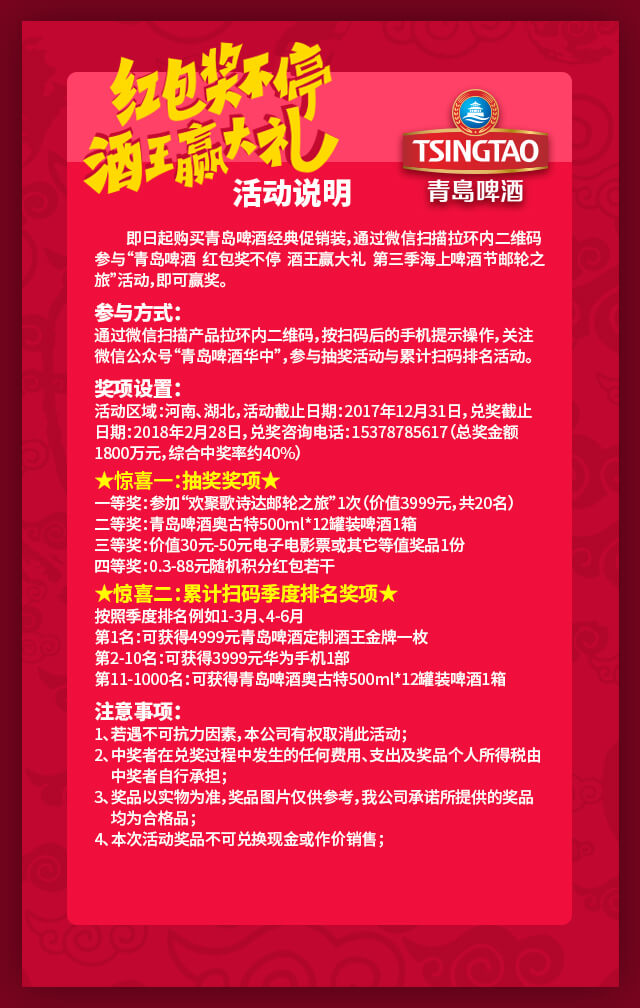 红包奖不停
酒王赢大礼
TSINGTAO
青岛啤酒
活动说明
即日起购买青岛啤酒经典促销装,通过微信扫描拉环内二维码
参与“青岛啤酒 红包奖不停 酒王赢大礼 第三季海上啤酒节邮轮之
旅”活动,即可赢奖。
参与方式:
通过微信扫描产品拉环内二维码,按扫码后的手机提示操作,关注
微信公众号“青岛啤酒华中”,参与抽奖活动与累计扫码排名活动。
奖项设置:
活动区域:河南、湖北,活动截止日期:2017年12月31日,兑奖截止
日期:2018年2月28日,兑奖咨询电话:15378785617(总奖金额
1800万元,综合中奖率约40%)
★惊喜一:抽奖奖项★
一等奖:参加“欢聚歌诗达邮轮之旅”1次(价值3999元,共20名)
二等奖:青岛啤酒奥古特500ml*12罐装啤酒1箱
三等奖:价值30元-50元电子电影票或其它等值奖品1份
四等奖:0.3-88元随机积分红包若干
★惊喜二:累计扫码季度排名奖项★
按照季度排名例如1-3月、4-6月
第1名:可获得4999元青岛啤酒定制酒王金牌一枚
第2-10名:可获得3999元华为手机1部
第11-1000名:可获得青岛啤酒奥古特500ml*12罐装啤酒1箱
注意事项:
1、若遇不可抗力因素,本公司有权取消此活动;
2、中奖者在兑奖过程中发生的任何费用、支出及奖品个人所得税由
中奖者自行承担;
3、奖品以实物为准,奖品图片仅供参考,我公司承诺所提供的奖品
均为合格品;
4、本次活动奖品不可兑换现金或作价销售;